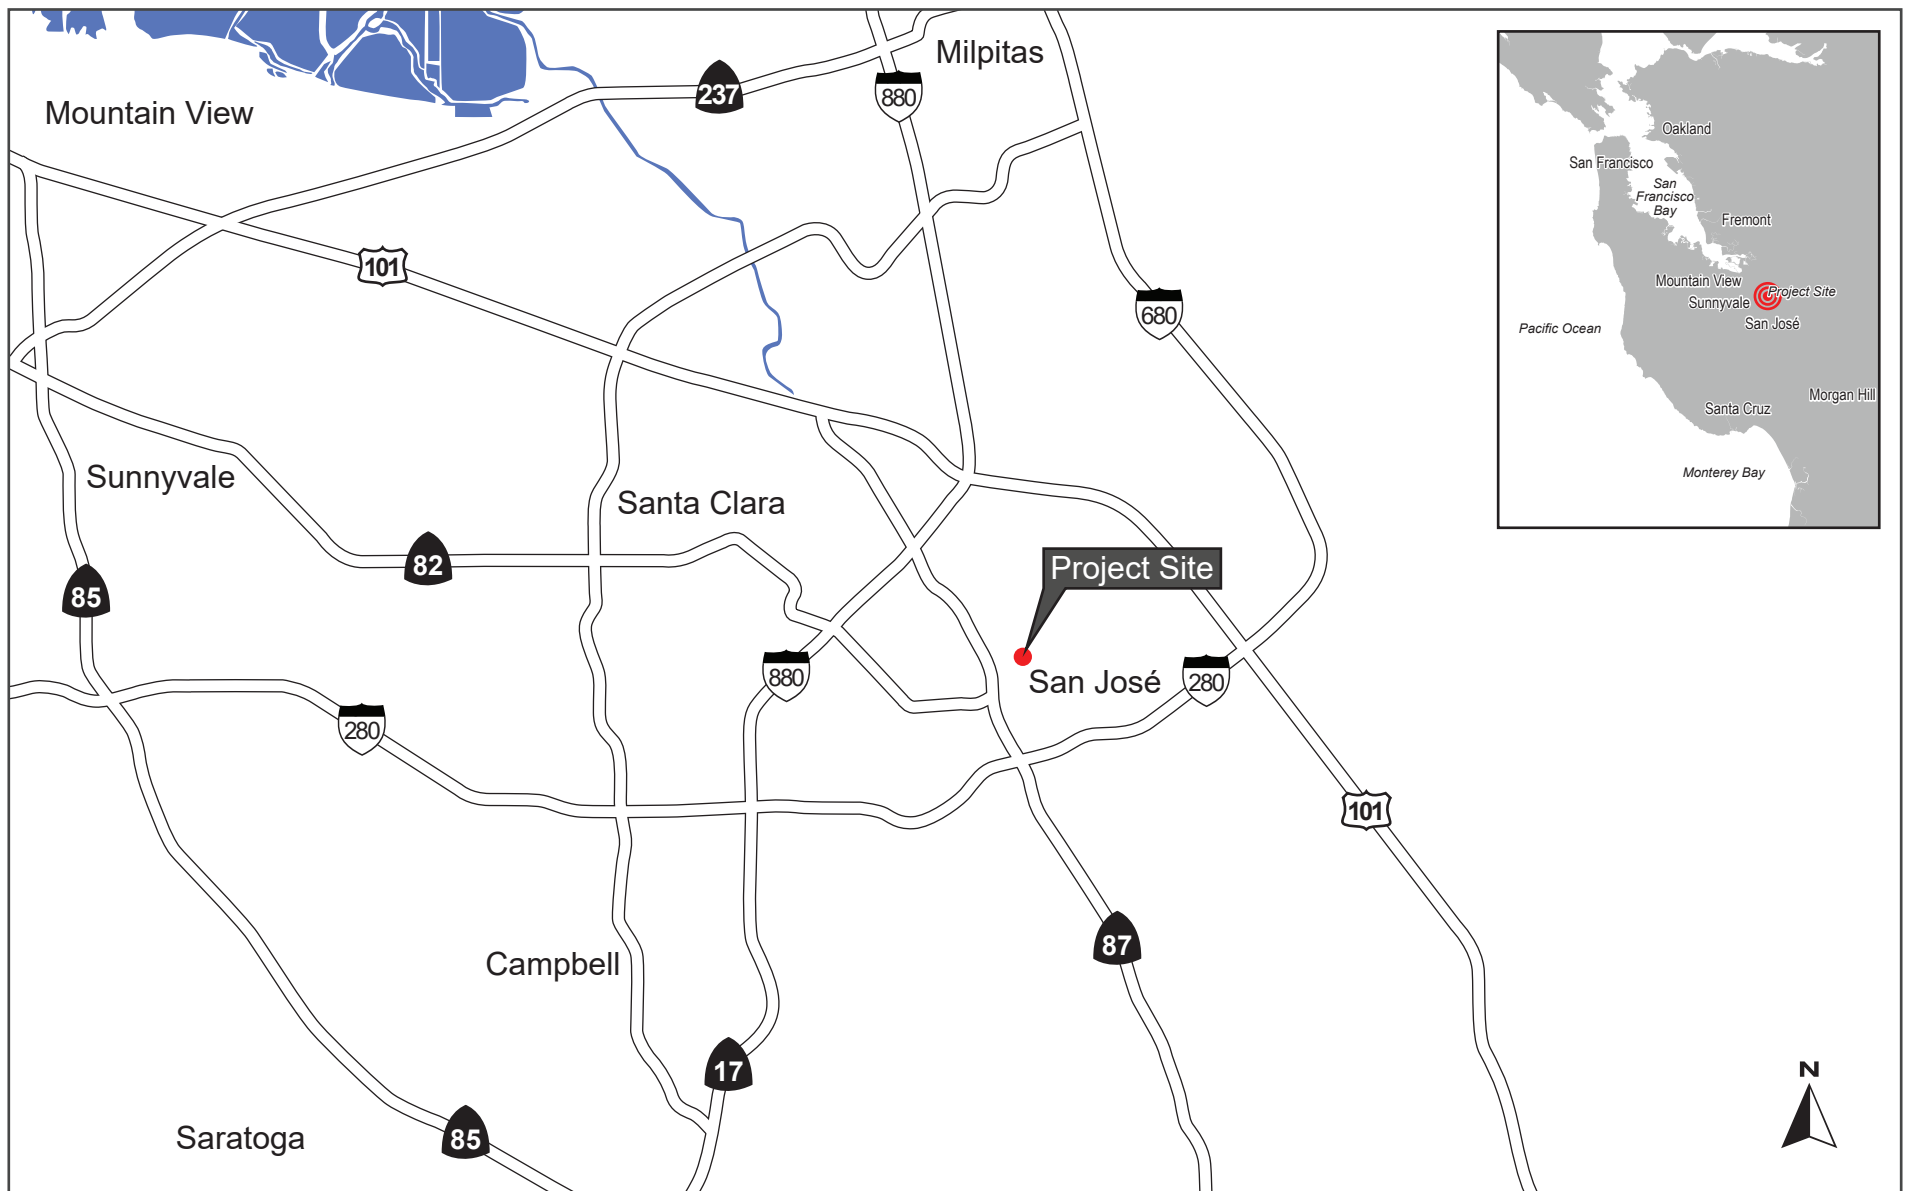 Milpitas
237
880
Mountain View
101
680
Sunnyvale
Santa Clara
82
85
Project Site
880
San José
280
280
101
87
Campbell
17
85
Saratoga
N
Oakland
San Francisco
San
Francisco
Bay
Fremont
Mountain View
Project Site
Sunnyvale
San José
Pacific Ocean
Morgan Hill
Santa Cruz
Monterey Bay